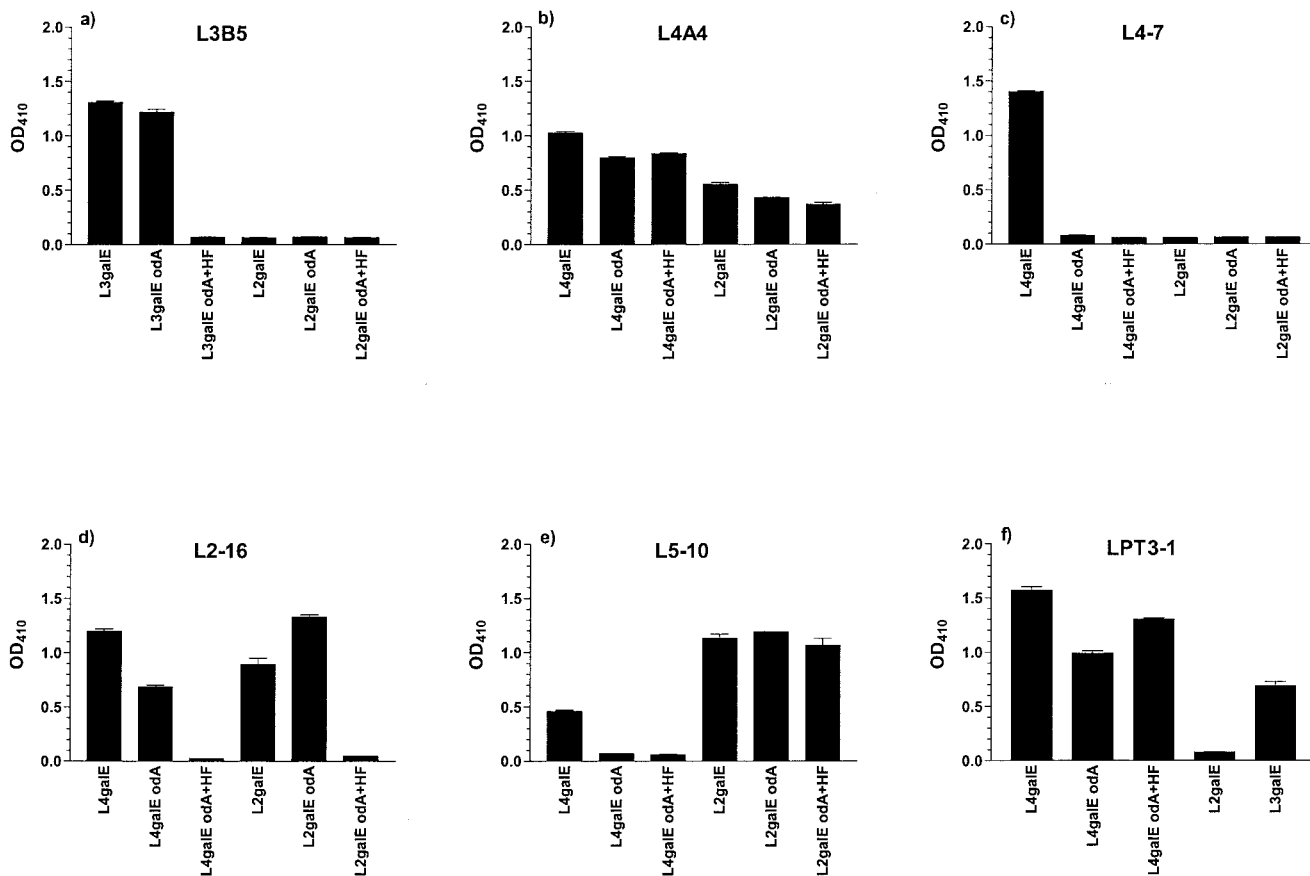 a)
L3B5
OD410
2.0
1.5
1.0
0.5
0.0
L3galE
L3galE odA
L3galE odA+HF
L2galE
L2galE odA
L2galE odA+HF
b)
L4A4
OD410
2.0
1.5
1.0
0.5
0.0
L4galE
L4galE odA
L4galE odA+HF
L2galE
L2galE odA
L2galE odA+HF
c)
L4-7
OD410
2.0
1.5
1.0
0.5
0.0
L4galE
L4galE odA
L4galE odA+HF
L2galE
L2galE odA
L2galE odA+HF
d)
L2-16
OD410
2.0
1.5
1.0
0.5
0.0
L4galE
L4galE odA
L4galE odA+HF
L2galE
L2galE odA
L2galE odA+HF
e)
L5-10
OD410
2.0
1.5
1.0
0.5
0.0
L4galE
L4galE odA
L4galE odA+HF
L2galE
L2galE odA
L2galE odA+HF
f)
LPT3-1
OD410
2.0
1.5
1.0
0.5
0.0
L4galE
L4galE odA
L4galE odA+HF
L2galE
L3galE